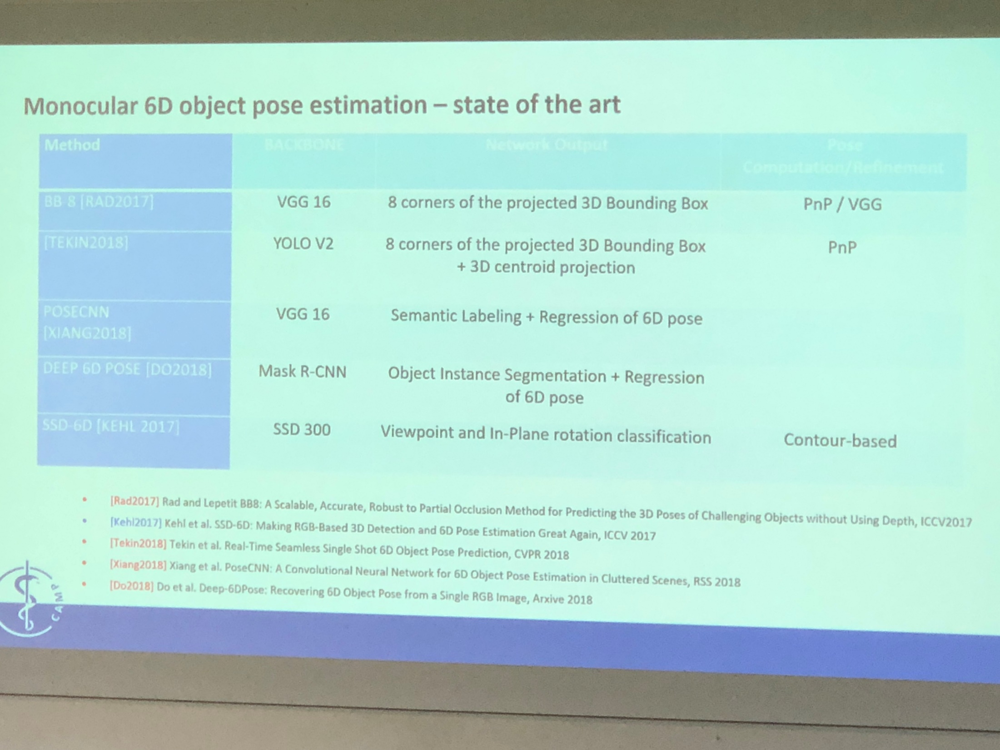 Monocular 6D object pose estimation – state of the art
Method BACKBONE Network Output Pose
Computation/Refinement
BB 8 [RAD2017] VGG 16 8 corners of the projected 3D Bounding Box PnP / VGG
[TEKIN2018] YOLO V2 8 corners of the projected 3D Bounding Box PnP
+ 3D centroid projection
POSECNN VGG 16 Semantic Labeling + Regression of 6D pose
[XIANG2018]
DEEP 6D POSE [DO2018] Mask R-CNN Object Instance Segmentation + Regression
of 6D pose
SSD-6D [KEHL 2017] SSD 300 Viewpoint and In-Plane rotation classification Contour-based
• [Rad2017] Rad and Lepetit BB8: A Scalable, Accurate, Robust to Partial Occlusion Method for Predicting the 3D Poses of Challenging Objects without Using Depth, ICCV2017
• [Kehl2017] Kehl et al. SSD-6D: Making RGB-Based 3D Detection and 6D Pose Estimation Great Again, ICCV 2017
• [Tekin2018] Tekin et al. Real-Time Seamless Single Shot 6D Object Pose Prediction, CVPR 2018
• [Xiang2018] Xiang et al. PoseCNN: A Convolutional Neural Network for 6D Object Pose Estimation in Cluttered Scenes, RSS 2018
• [Do2018] Do et al. Deep-6DPose: Recovering 6D Object Pose from a Single RGB Image, Arxive 2018
CAMP